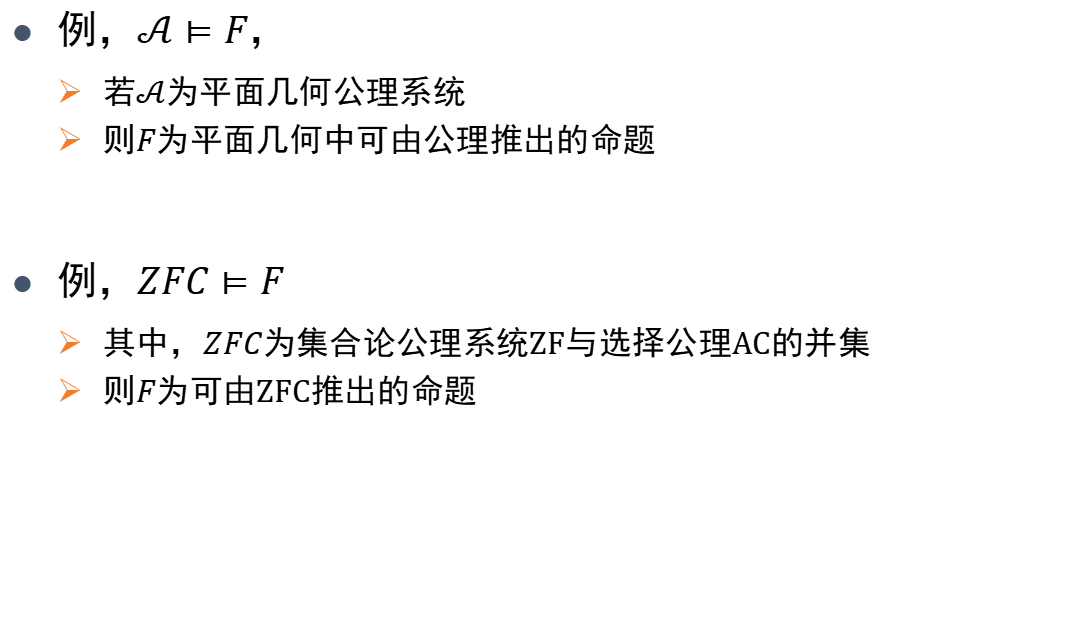 例，𝒜 ⊨ F，
若𝒜为平面几何公理系统
则F为平面几何中可由公理推出的命题
例，ZFC ⊨ F
其中，ZFC为集合论公理系统ZF与选择公理AC的并集
则F为可由ZFC推出的命题